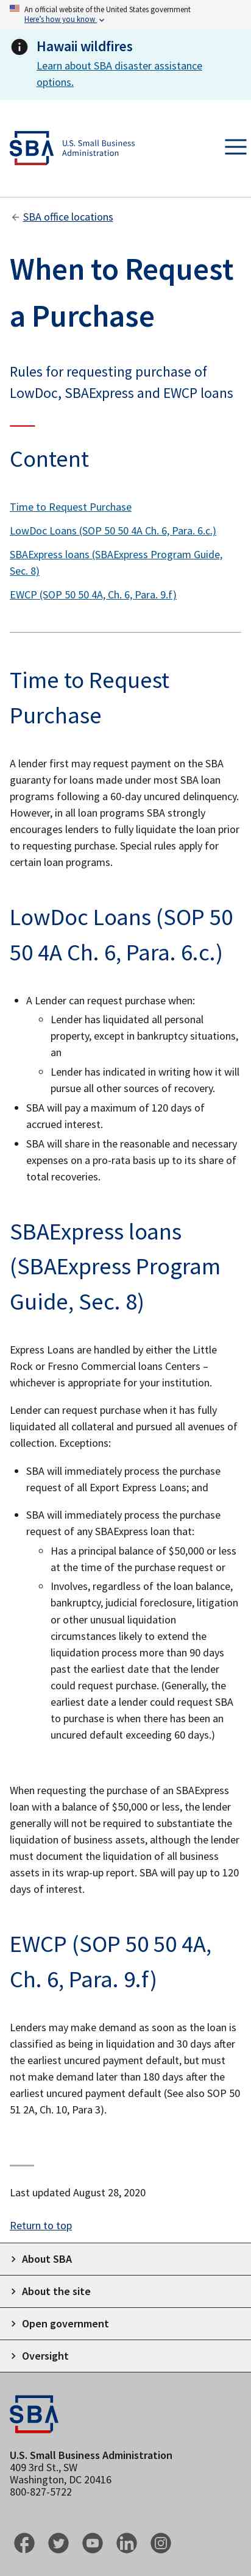 An official website of the United States government
Here's how you know
Hawaii wildfires
Learn about SBA disaster assistance
options.
SBA
U.S. Small Business
Administration
SBA office locations
When to Request
a Purchase
Rules for requesting purchase of
LowDoc, SBAExpress and EWCP loans
Content
Time to Request Purchase
LowDoc Loans (SOP 50 50 4A Ch. 6, Para. 6.c.)
SBAExpress loans (SBAExpress Program Guide,
Sec. 8)
EWCP (SOP 50 50 4A, Ch. 6, Para. 9.f)
Time to Request
Purchase
A lender first may request payment on the SBA
guaranty for loans made under most SBA loan
programs following a 60-day uncured delinquency.
However, in all loan programs SBA strongly
encourages lenders to fully liquidate the loan prior
to requesting purchase. Special rules apply for
certain loan programs.
LowDoc Loans (SOP 50
50 4A Ch. 6, Para. 6.c.)
A Lender can request purchase when:
Lender has liquidated all personal
property, except in bankruptcy situations,
an
Lender has indicated in writing how it will
pursue all other sources of recovery.
SBA will pay a maximum of 120 days of
accrued interest.
SBA will share in the reasonable and necessary
expenses on a pro-rata basis up to its share of
total recoveries.
SBAExpress loans
(SBAExpress Program
Guide, Sec. 8)
Express Loans are handled by either the Little
Rock or Fresno Commercial loans Centers –
whichever is appropriate for your institution.
Lender can request purchase when it has fully
liquidated all collateral and pursued all avenues of
collection. Exceptions:
SBA will immediately process the purchase
request of all Export Express Loans; and
SBA will immediately process the purchase
request of any SBAExpress loan that:
Has a principal balance of $50,000 or less
at the time of the purchase request or
Involves, regardless of the loan balance,
bankruptcy, judicial foreclosure, litigation
or other unusual liquidation
circumstances likely to extend the
liquidation process more than 90 days
past the earliest date that the lender
could request purchase. (Generally, the
earliest date a lender could request SBA
to purchase is when there has been an
uncured default exceeding 60 days.)
When requesting the purchase of an SBAExpress
loan with a balance of $50,000 or less, the lender
generally will not be required to substantiate the
liquidation of business assets, although the lender
must document the liquidation of all business
assets in its wrap-up report. SBA will pay up to 120
days of interest.
EWCP (SOP 50 50 4A,
Ch. 6, Para. 9.f)
Lenders may make demand as soon as the loan is
classified as being in liquidation and 30 days after
the earliest uncured payment default, but must
not make demand later than 180 days after the
earliest uncured payment default (See also SOP 50
51 2A, Ch. 10, Para 3).
Last updated August 28, 2020
Return to top
About SBA
About the site
Open government
Oversight
SBA
U.S. Small Business Administration
409 3rd St., SW
Washington, DC 20416
800-827-5722